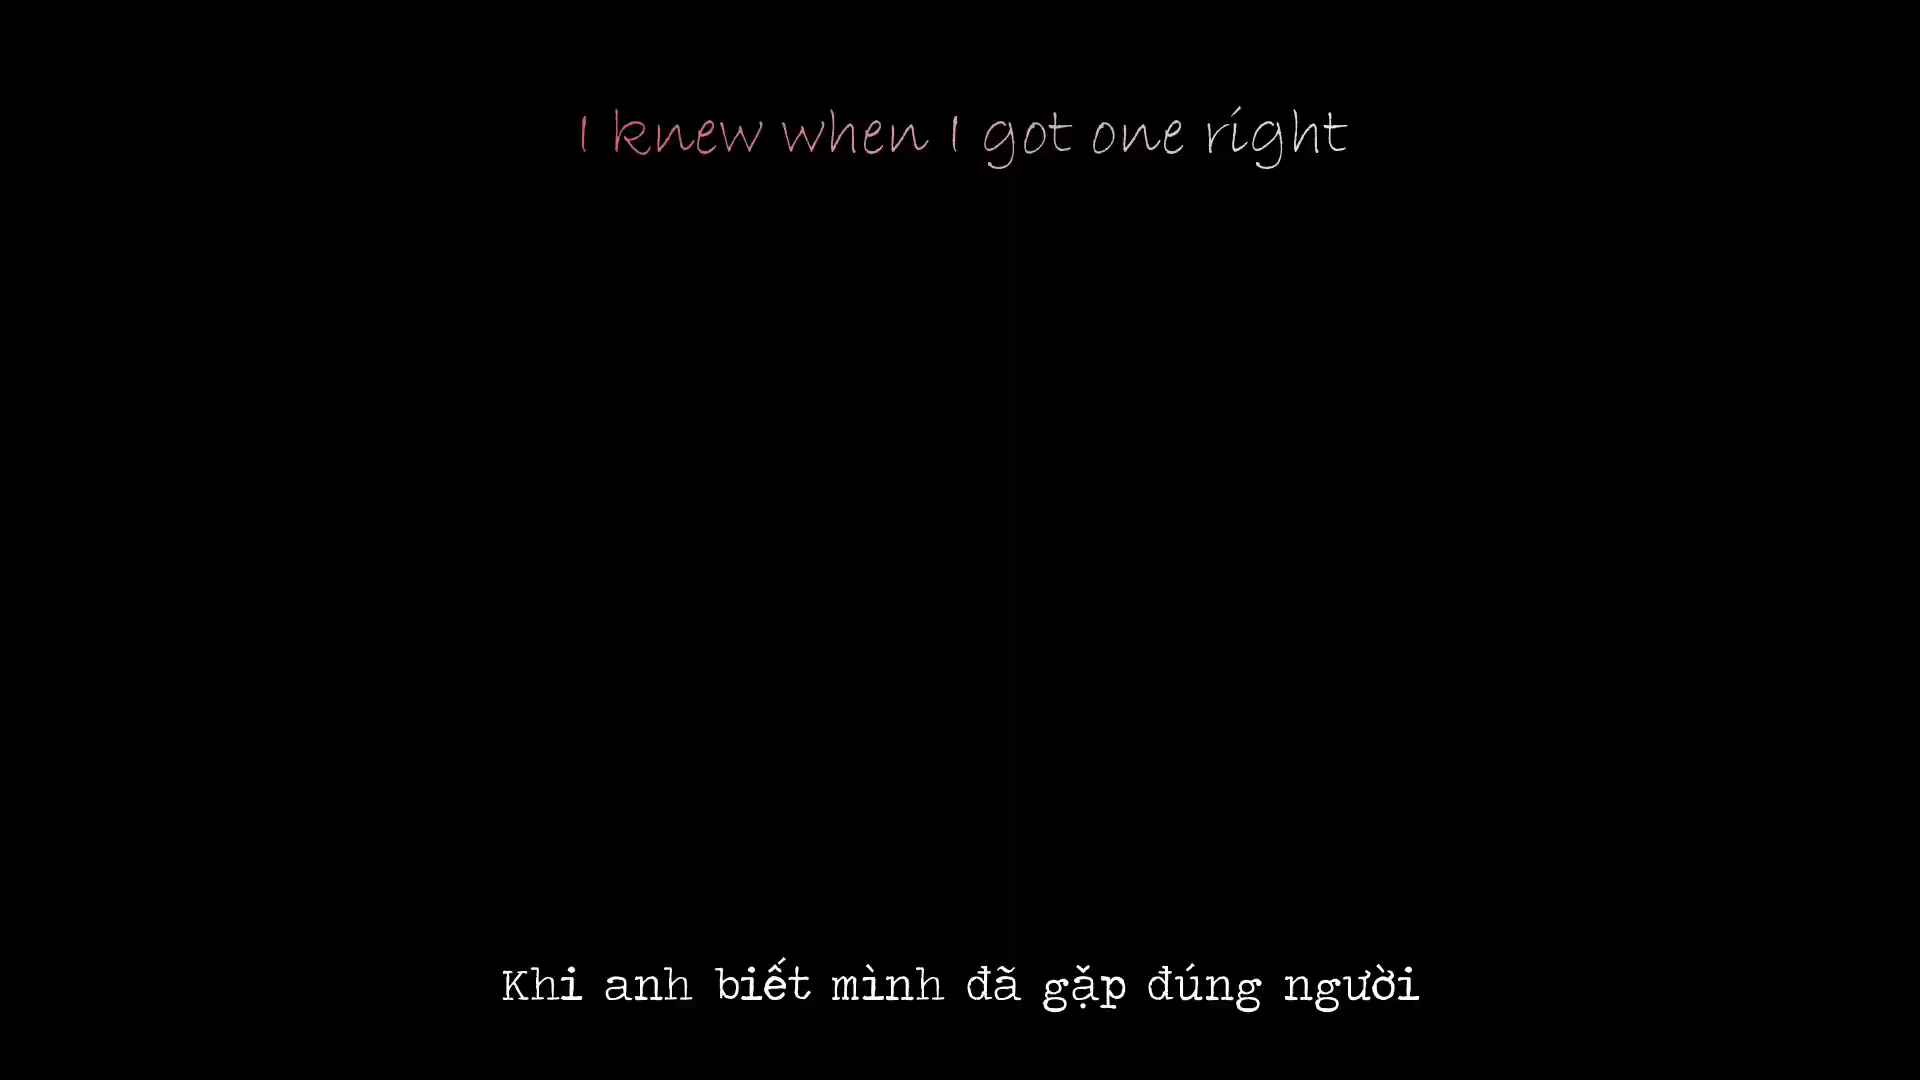 I knew when I got one right
Khi anh biết mình đã gặp đúng người